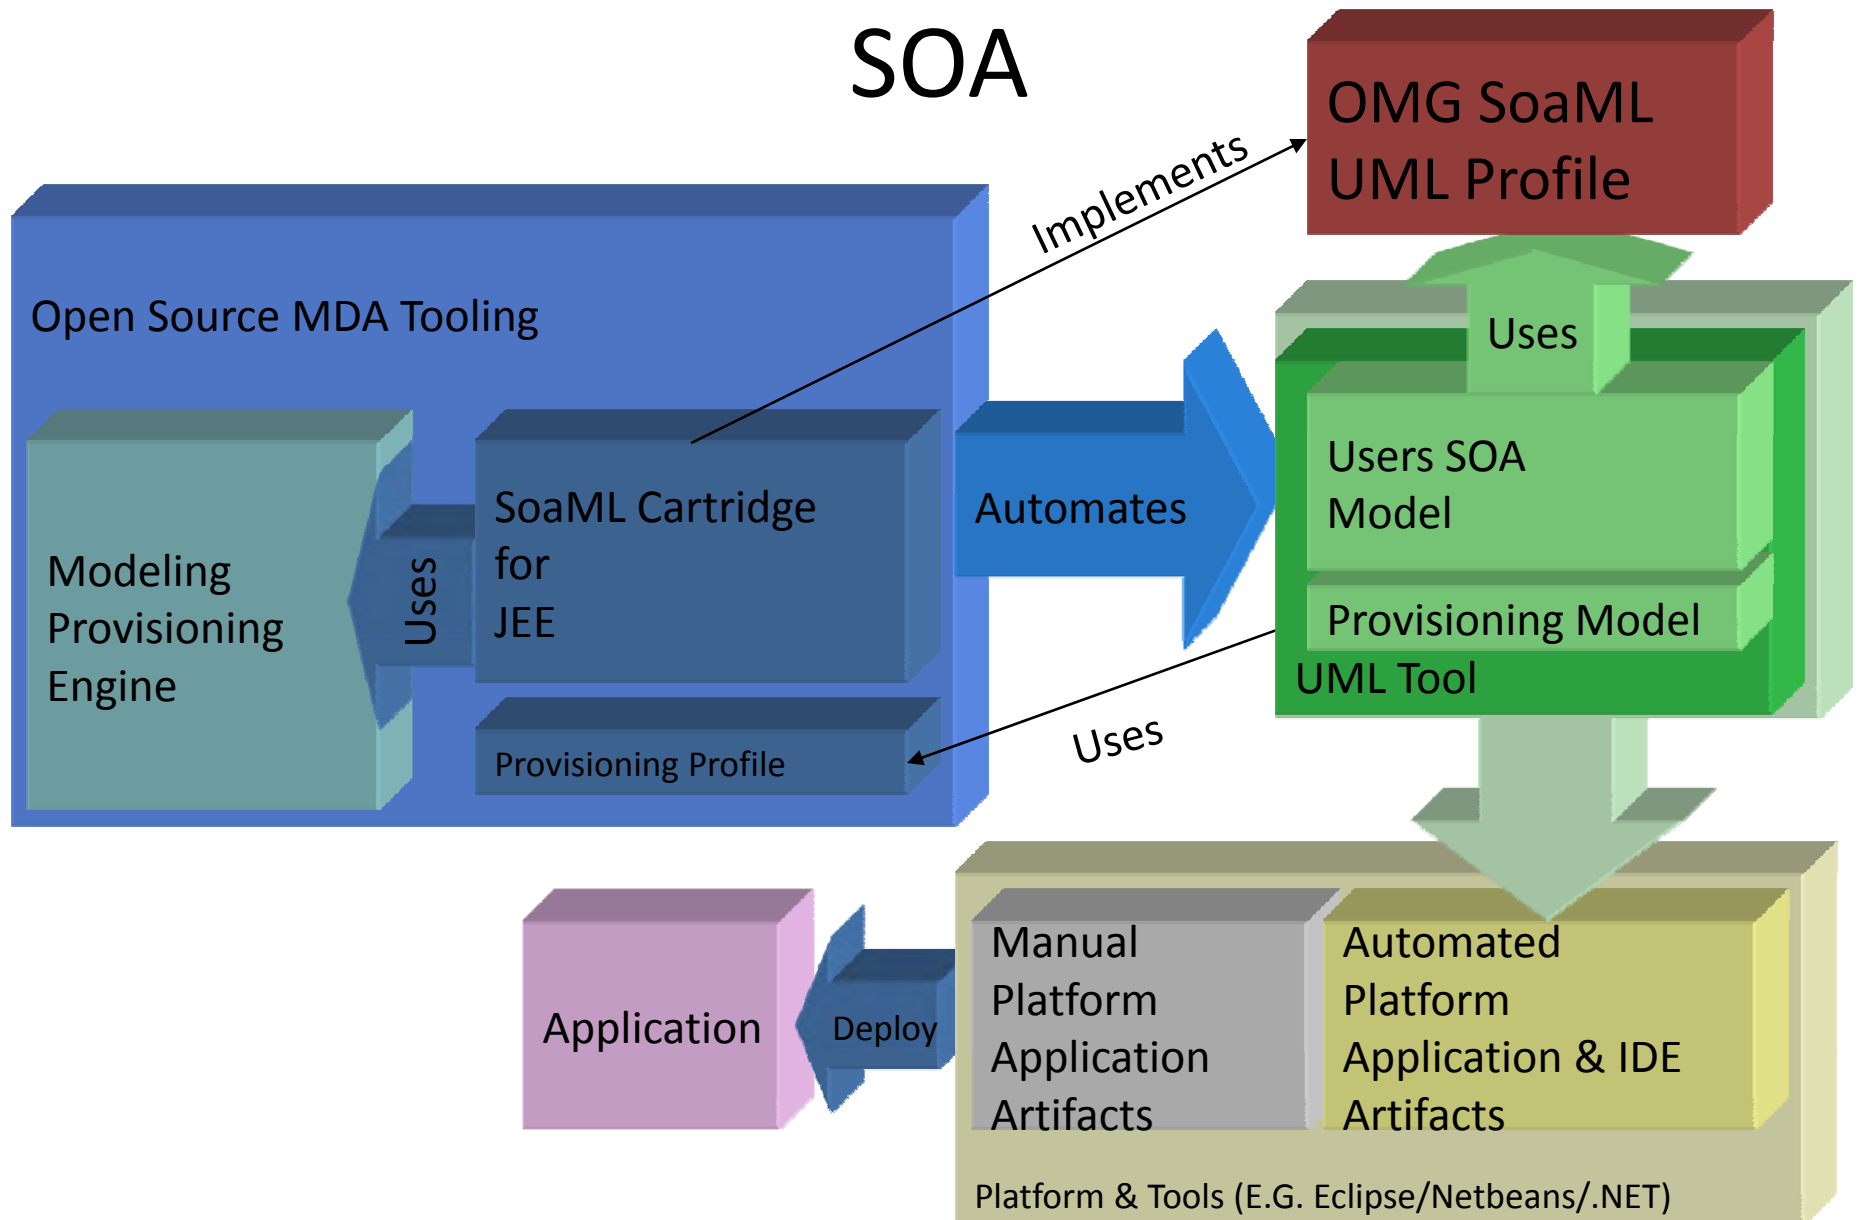 SOA
OMG SoaML
UML Profile
Implements
Open Source MDA Tooling
Uses
Users SOA
Model
SoaML Cartridge
for
JEE
Automates
Modeling
Provisioning
Engine
Uses
Provisioning Model
UML Tool
Uses
Provisioning Profile
Manual
Platform
Application
Artifacts
Automated
Platform
Application & IDE
Artifacts
Application
Deploy
Platform & Tools (E.G. Eclipse/Netbeans/.NET)